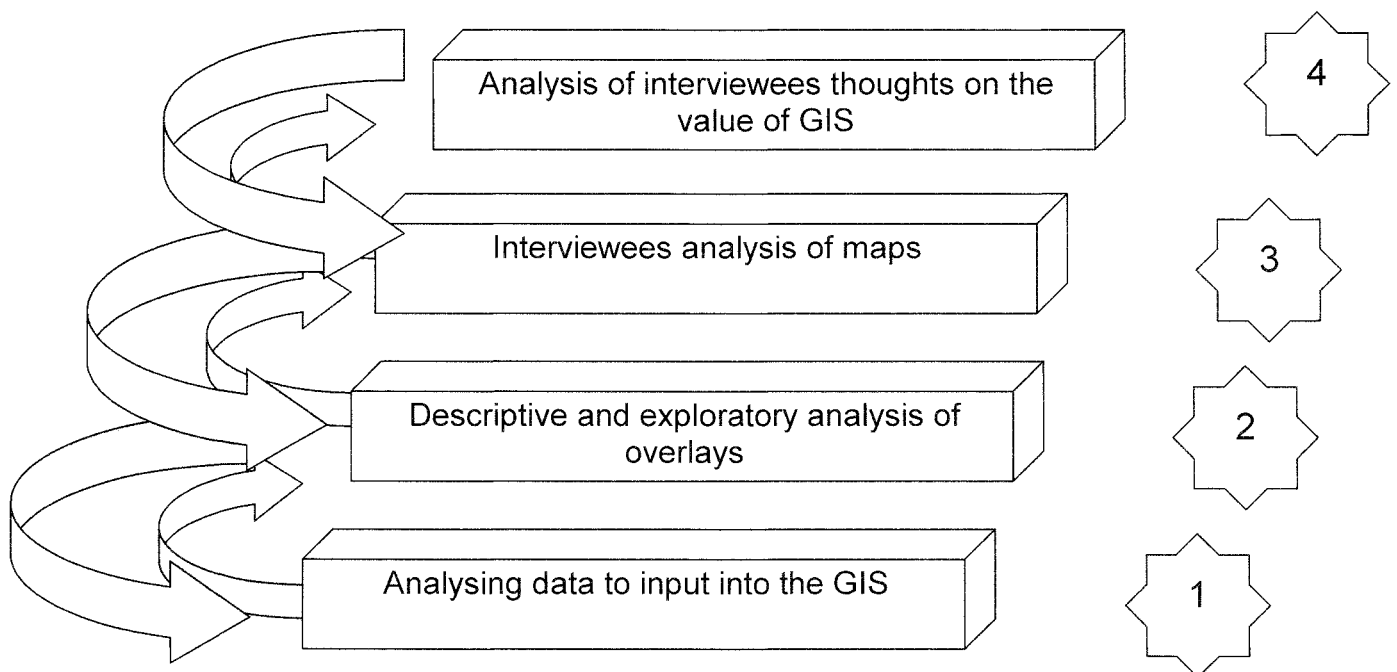 Analysis of interviewees thoughts on the
value of GIS
4
Interviewees analysis of maps
3
Descriptive and exploratory analysis of
overlays
2
Analysing data to input into the GIS
1